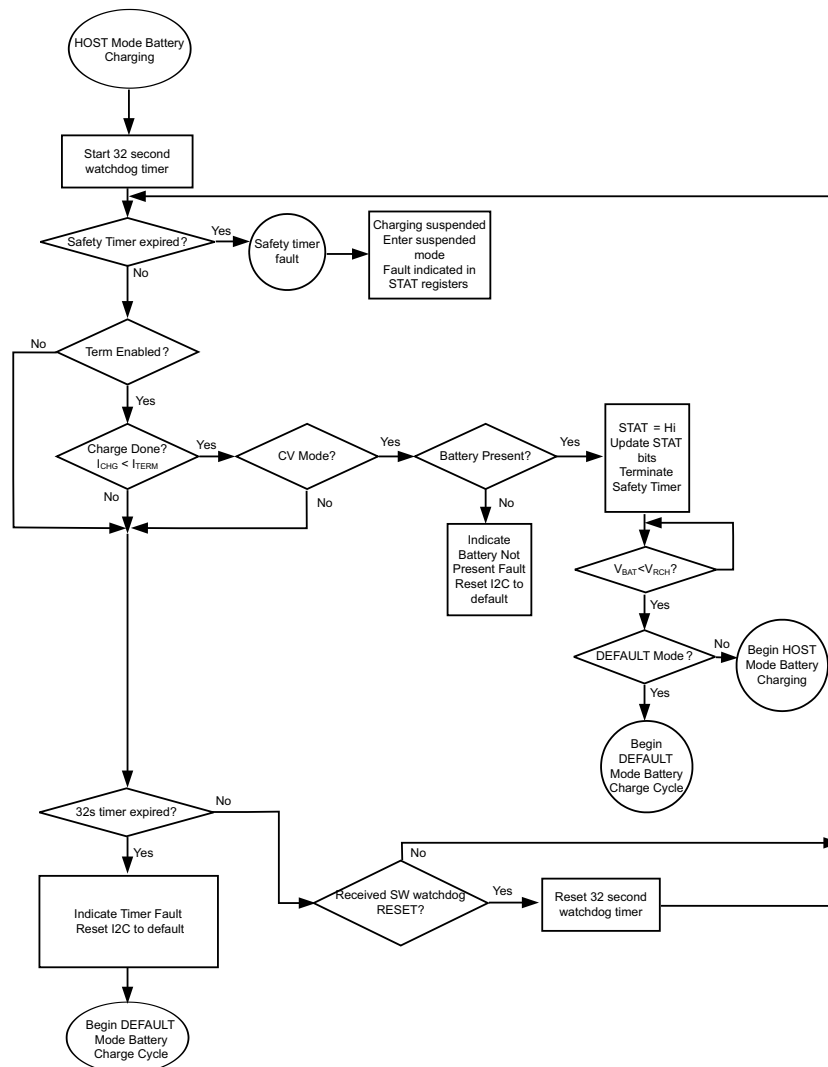 HOST Mode Battery
Charging
Start 32 second
watchdog timer
Safety Timer expired?
Yes
No
Safety timer
fault
Charging suspended
Enter suspended
mode
Fault indicated in
STAT registers
Term Enabled?
No
Yes
Charge Done?
ICHG < ITERM
Yes
No
CV Mode?
Yes
No
Battery Present?
Yes
No
STAT = Hi
Update STAT
bits
Terminate
Safety Timer
Indicate
Battery Not
Present Fault
Reset I2C to
default
VBAT<VRCH?
Yes
DEFAULT Mode?
No
Yes
Begin HOST
Mode Battery
Charging
Begin
DEFAULT
Mode Battery
Charge Cycle
32s timer expired?
No
Yes
Received SW watchdog
RESET?
No
Yes
Reset 32 second
watchdog timer
Indicate Timer Fault
Reset I2C to default
Begin DEFAULT
Mode Battery
Charge Cycle